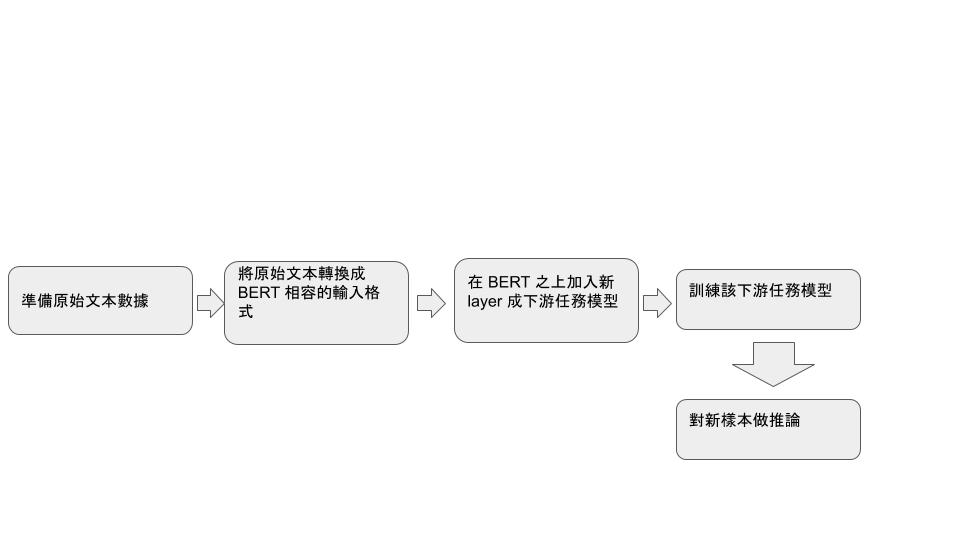 準備原始文本數據
將原始文本轉換成
BERT 相容的輸入格
式
在 BERT 之上加入新
layer 成下游任務模型
訓練該下游任務模型
對新樣本做推論